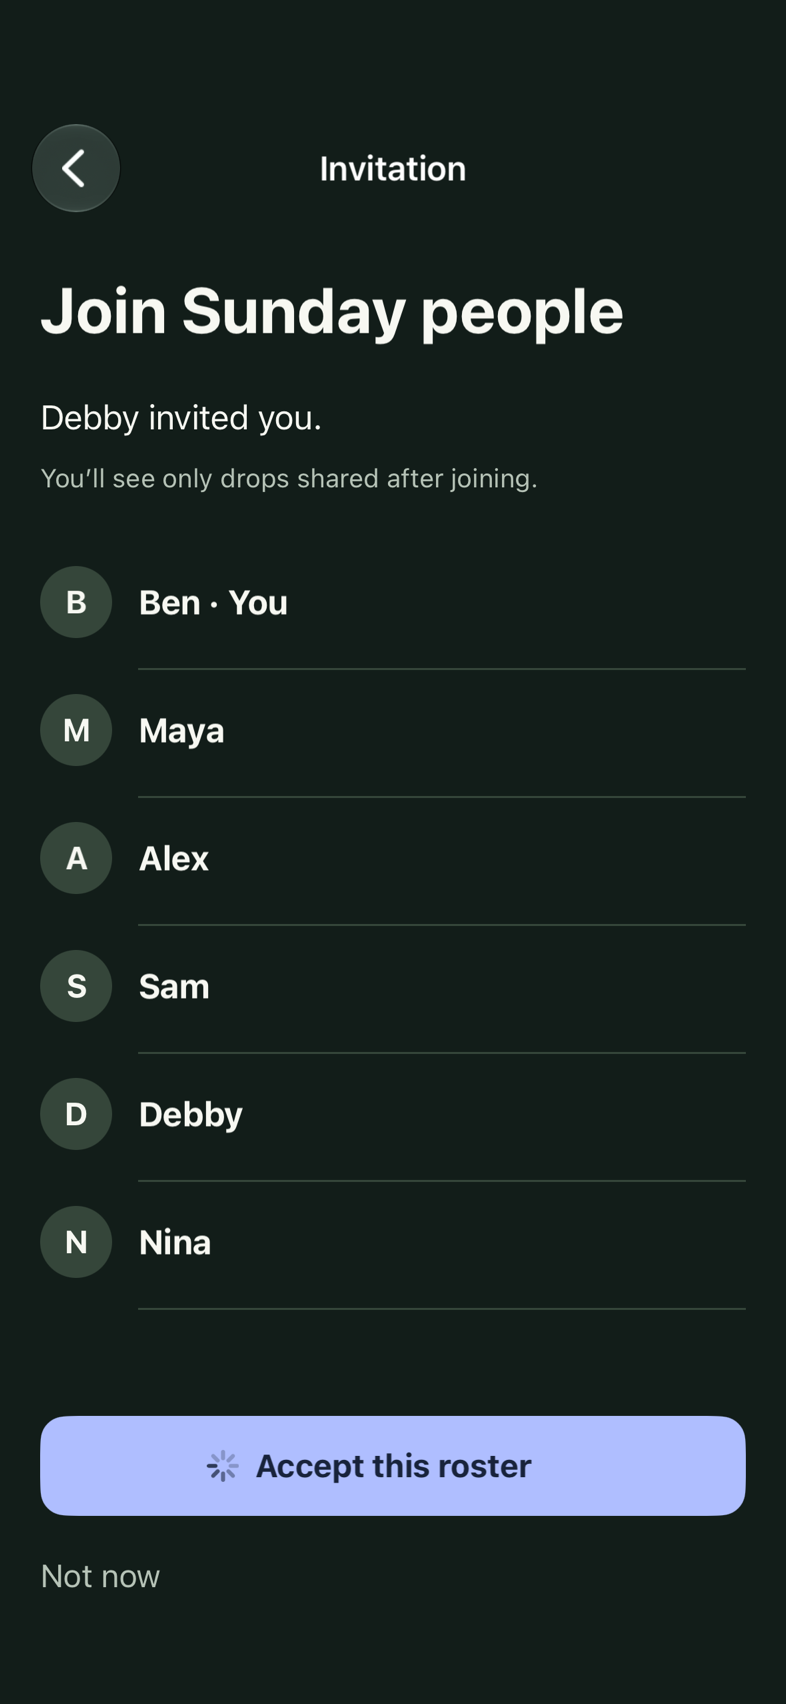 Invitation
Join Sunday people
Debby invited you.
You’ll see only drops shared after joining.
B
Ben · You
M
Maya
A
Alex
S
Sam
D
Debby
N
Nina
Accept this roster
Not now